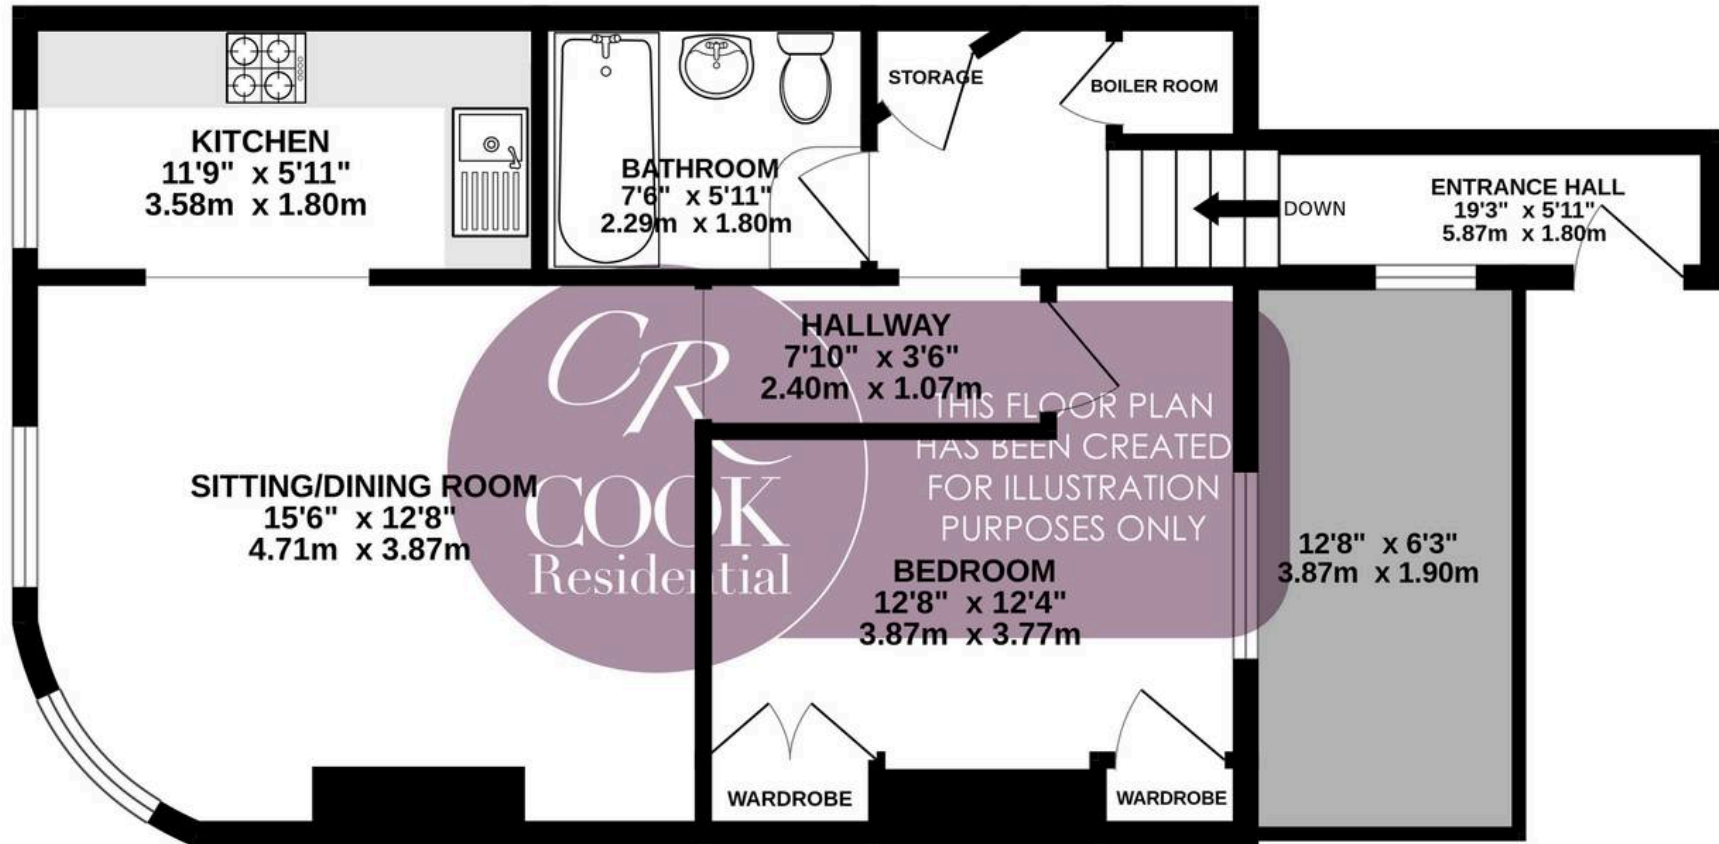 KITCHEN
11'9" x 5'11"
3.58m x 1.80m
BATHROOM
7'6" x 5'11"
2.29m x 1.80m
STORAGE
BOILER ROOM
ENTRANCE HALL
19'3" x 5'11"
5.87m x 1.80m
DOWN
HALLWAY
7'10" x 3'6"
2.40m x 1.07m
CR
COOK
Residential
THIS FLOOR PLAN
HAS BEEN CREATED
FOR ILLUSTRATION
PURPOSES ONLY
SITTING/DINING ROOM
15'6" x 12'8"
4.71m x 3.87m
BEDROOM
12'8" x 12'4"
3.87m x 3.77m
12'8" x 6'3"
3.87m x 1.90m
WARDROBE
WARDROBE